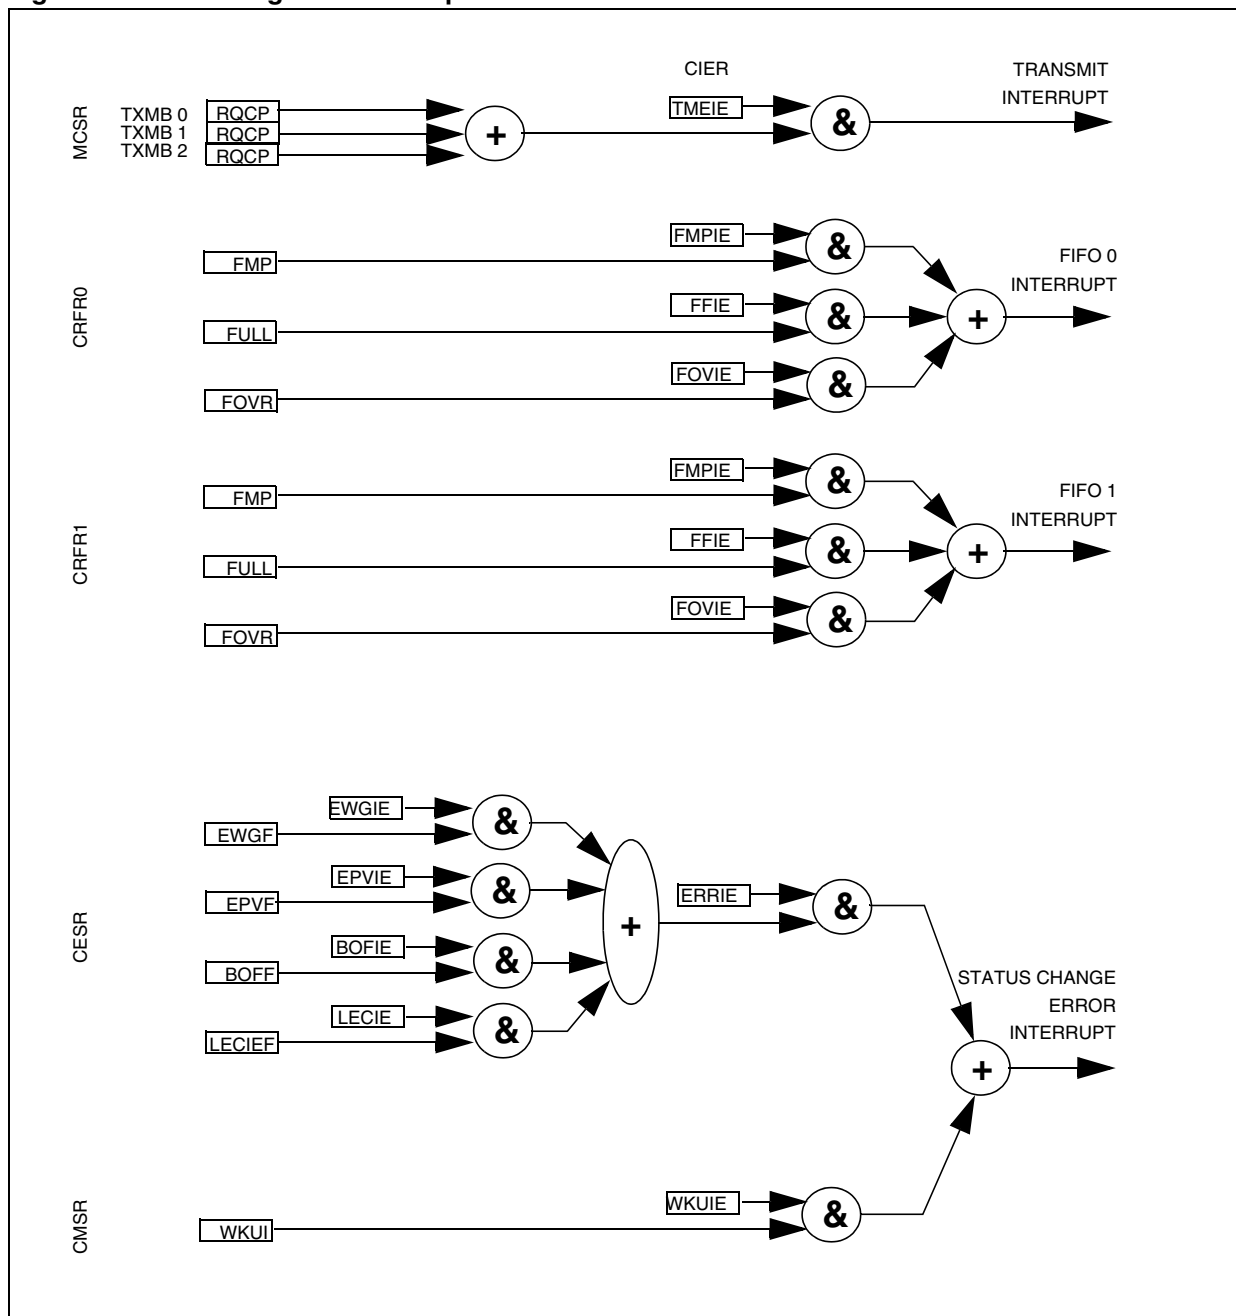 CIER
TRANSMIT
INTERRUPT
MCSR
TXMB 0 RQCP
TXMB 1 RQCP
TXMB 2 RQCP
+
TMEIE
&
CRFR0
FMP
FMPIE
&
FULL
FFIE
&
FOVR
FOVIE
&
+
FIFO 0
INTERRUPT
CRFR1
FMP
FMPIE
&
FULL
FFIE
&
FOVR
FOVIE
&
+
FIFO 1
INTERRUPT
CESR
EWGIE
EWGF
&
EPVIE
EPVF
&
BOFIE
BOFF
&
LECIE
LECIEF
&
+
ERRIE
&
STATUS CHANGE
ERROR
INTERRUPT
+
CMSR
WKUIE
WKUI
&